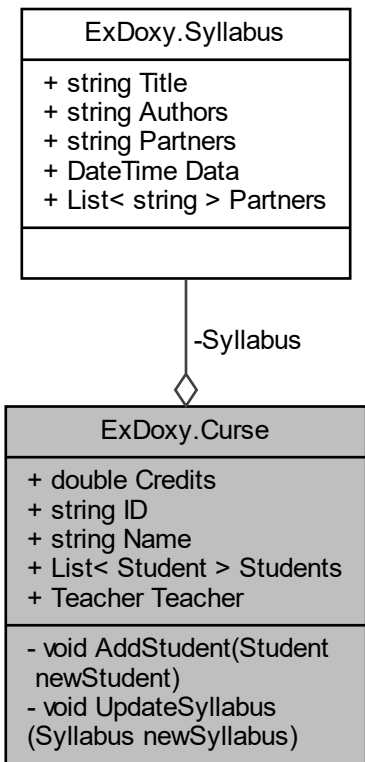 ExDoxy.Syllabus
+ string Title
+ string Authors
+ string Partners
+ DateTime Data
+ List< string > Partners
-Syllabus
ExDoxy.Curse
+ double Credits
+ string ID
+ string Name
+ List< Student > Students
+ Teacher Teacher
- void AddStudent(Student
newStudent)
- void UpdateSyllabus
(Syllabus newSyllabus)